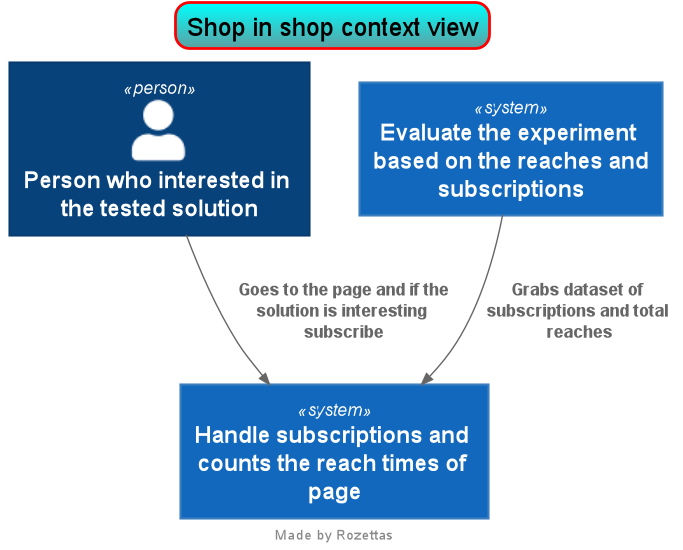 Shop in shop context view
«person»
Person who interested in
the tested solution
«system»
Evaluate the experiment
based on the reaches and
subscriptions
Goes to the page and if the
solution is interesting
subscribe
Grabs dataset of
subscriptions and total
reaches
«system»
Handle subscriptions and
counts the reach times of
page
Made by Rozettas